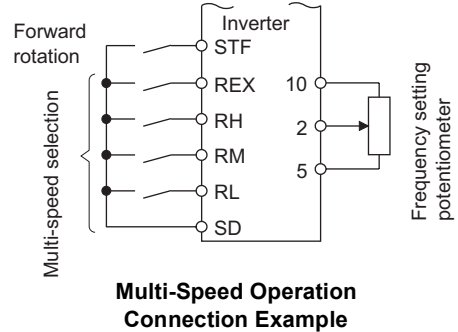 Inverter
Forward
rotation
STF
REX
RH
RM
RL
SD
Multi-speed selection
10
2
5
Frequency setting
potentiometer
Multi-Speed Operation
Connection Example